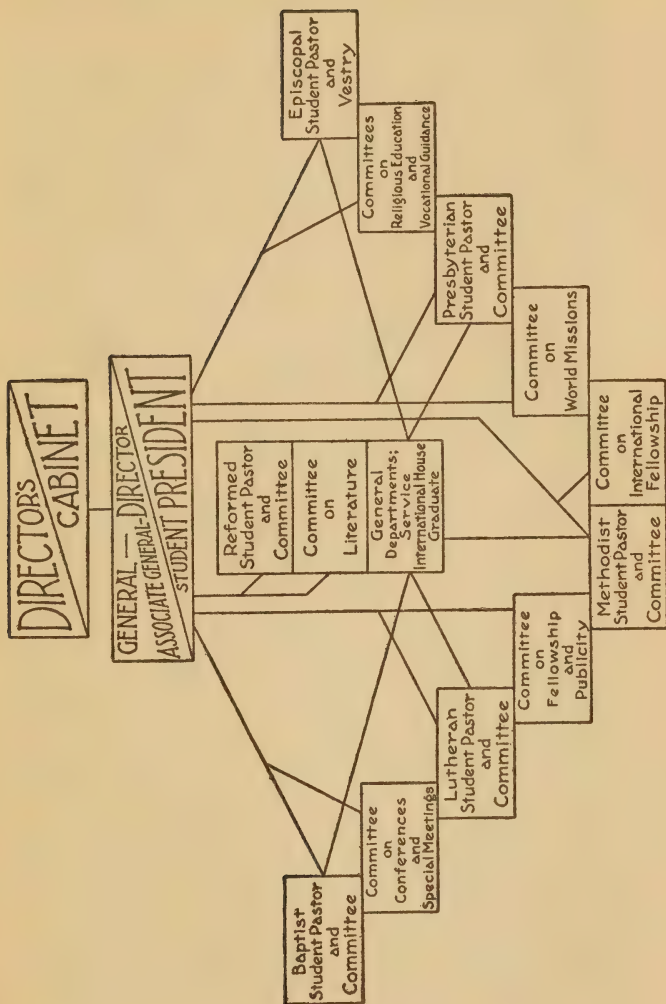 DIRECTOR'S
CABINET
GENERAL — DIRECTOR
ASSOCIATE GENERAL-DIRECTOR
STUDENT PRESIDENT
Reformed
Student Pastor
and
Committee
Committee
on
Literature
General
Departments;
Service
International House
Graduate
Baptist
Student Pastor
and
Committee
Committee
on
Conferences
and
Special Meetings
Lutheran
Student Pastor
and
Committee
Committee
on
Fellowship
and
Publicity
Methodist
Student Pastor
and
Committee
Committee
on
International
Fellowship
Committee
on
World Missions
Presbyterian
Student Pastor
and
Committee
Committees
on
Religious Education
and
Vocational Guidance
Episcopal
Student Pastor
and
Vestry